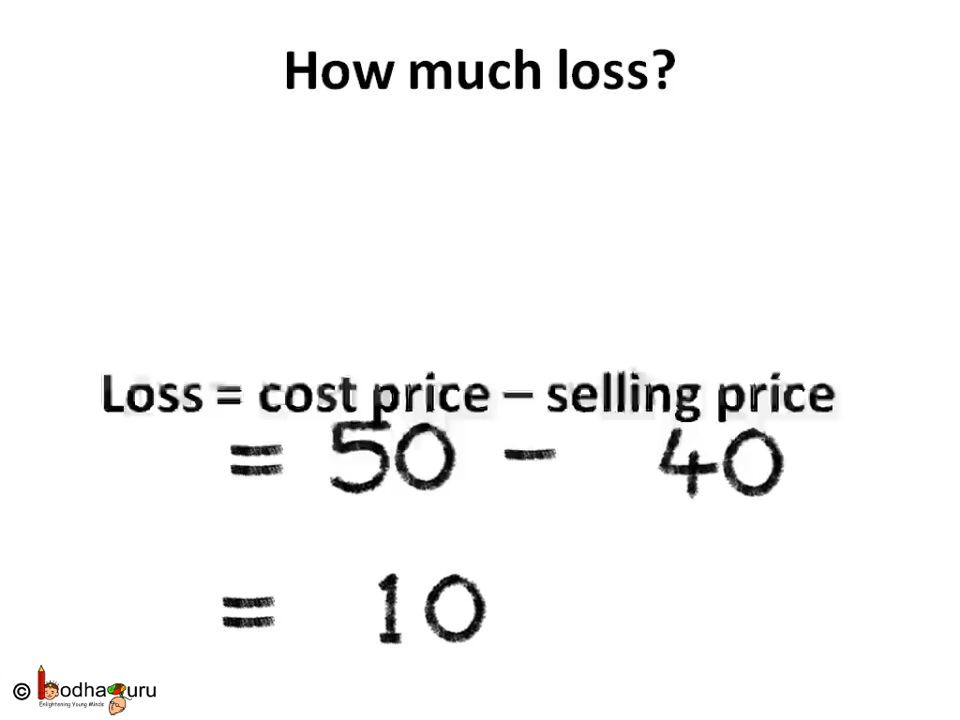 How much loss?
Loss = cost price – selling price
= 50 - 40
= 10
© bodhaguru
Enlightening Young Minds